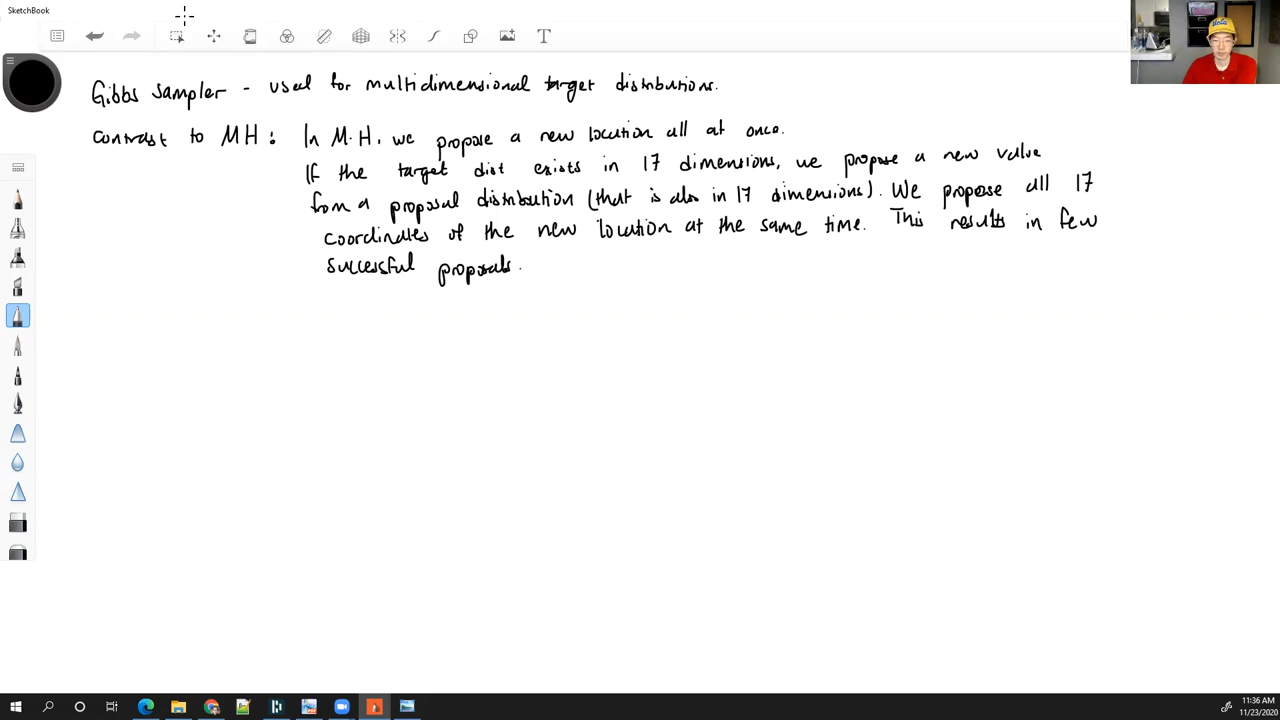 SketchBook
Gibbs Sampler - used for multidimensional target distributions.
Contrast to MH: In M.H. we propose a new location all at once.
If the target dist exists in 17 dimensions, we propose a new value
from a proposal distribution (that is also in 17 dimensions). We propose all 17
coordinates of the new location at the same time. This results in few
successful proposals.
11:36 AM
11/23/2020